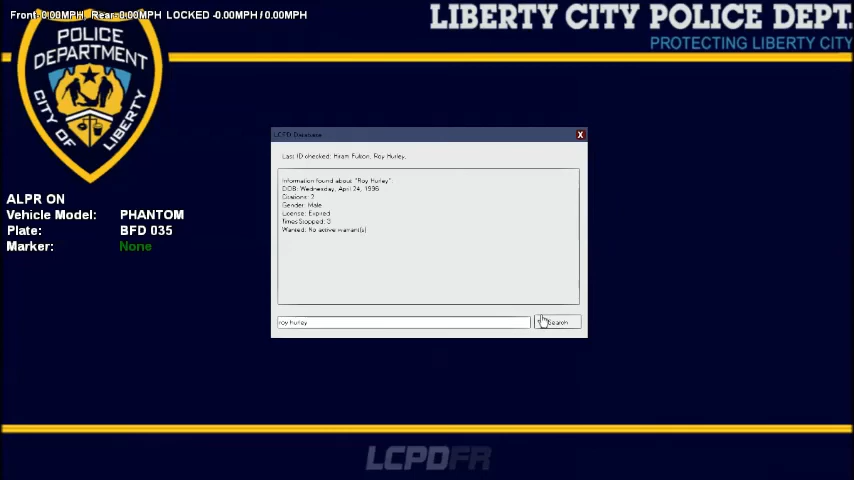 Front:0.00MPH Rear:0.00MPH LOCKED -0.00MPH / 0.00MPH
LIBERTY CITY POLICE DEPT.
PROTECTING LIBERTY CITY
POLICE
DEPARTMENT
CITY OF LIBERTY
ALPR ON
Vehicle Model: PHANTOM
Plate: BFD 035
Marker: None
LCPD Database
X
Last ID checked: Hiram Fulton, Roy Hurley,
Information found about "Roy Hurley":
DOB: Wednesday, April 24, 1996
Citations: 2
Gender: Male
License: Expired
Times Stopped: 3
Wanted: No active warrant(s)
roy hurley
Search
LCPDFR